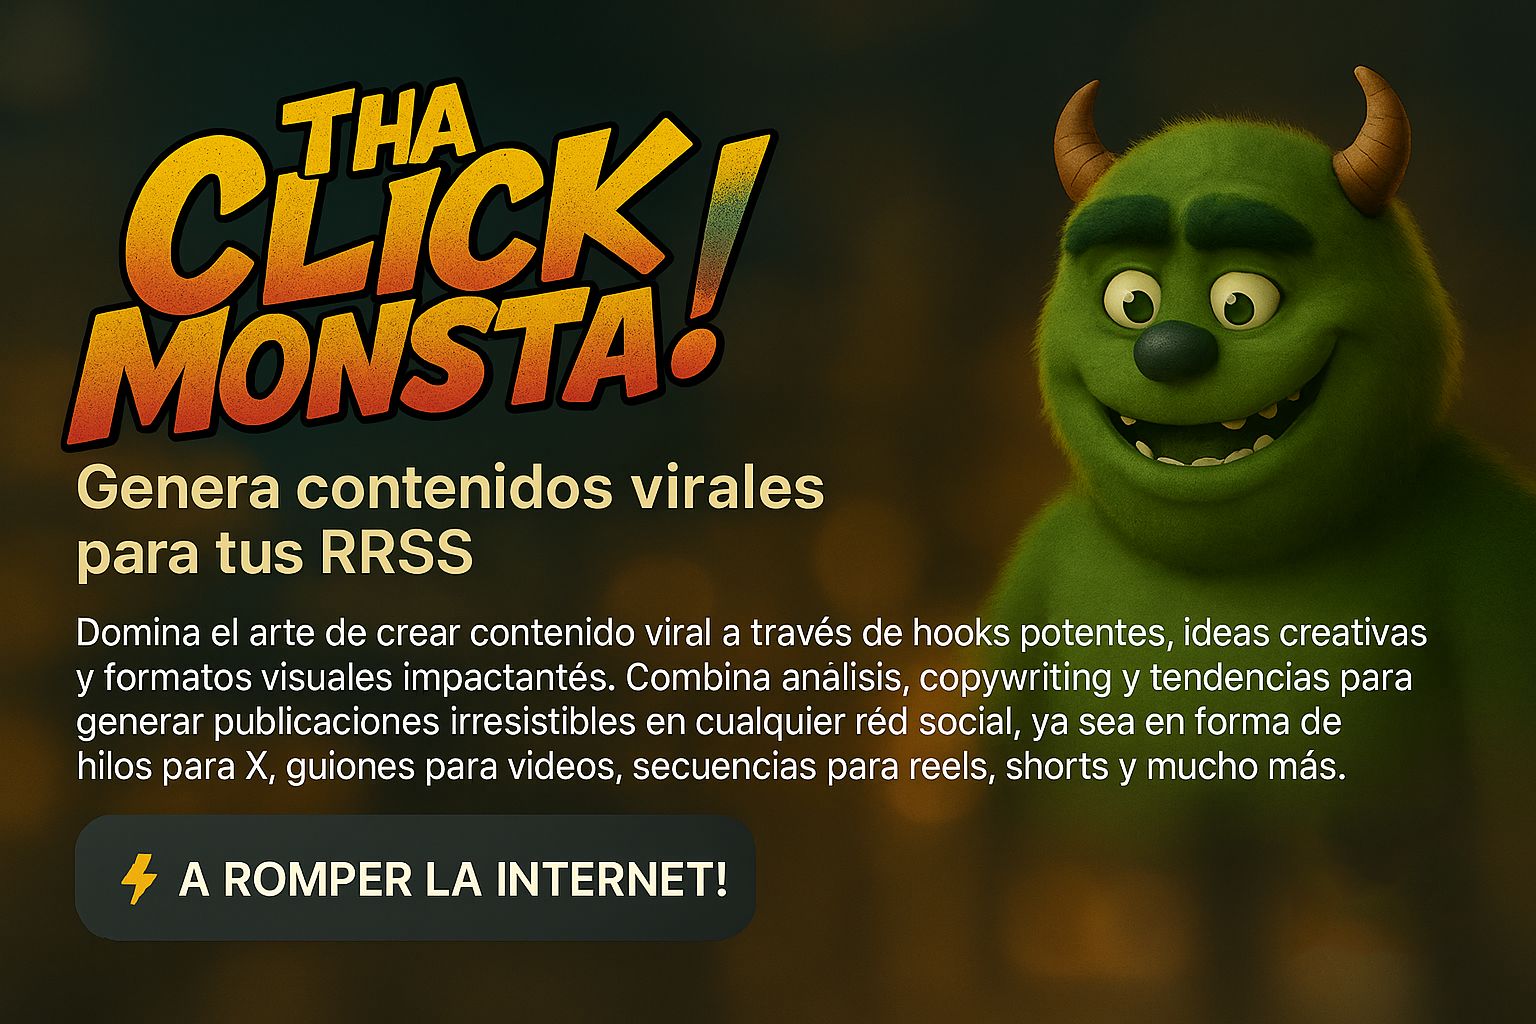 THA
CLiCK
MONSTA!
Genera contenidos virales
para tus RRSS
Domina el arte de crear contenido viral a través de hooks potentes, ideas creativas
y formatos visuales impactantés. Combina análisis, copywriting y tendencias para
generar publicaciones irresistibles en cualquier réd social, ya sea en forma de
hilos para X, guiones para videos, secuencias para reels, shorts y mucho más.
⚡ A ROMPER LA INTERNET!